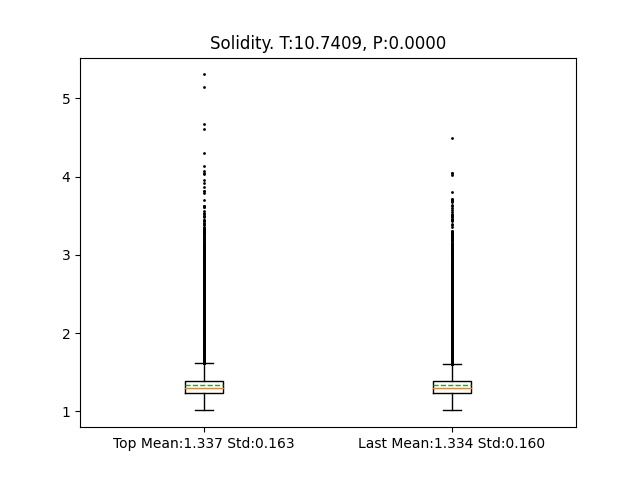 Solidity. T:10.7409, P:0.0000
5
4
3
2
1
Top Mean:1.337 Std:0.163
Last Mean:1.334 Std:0.160